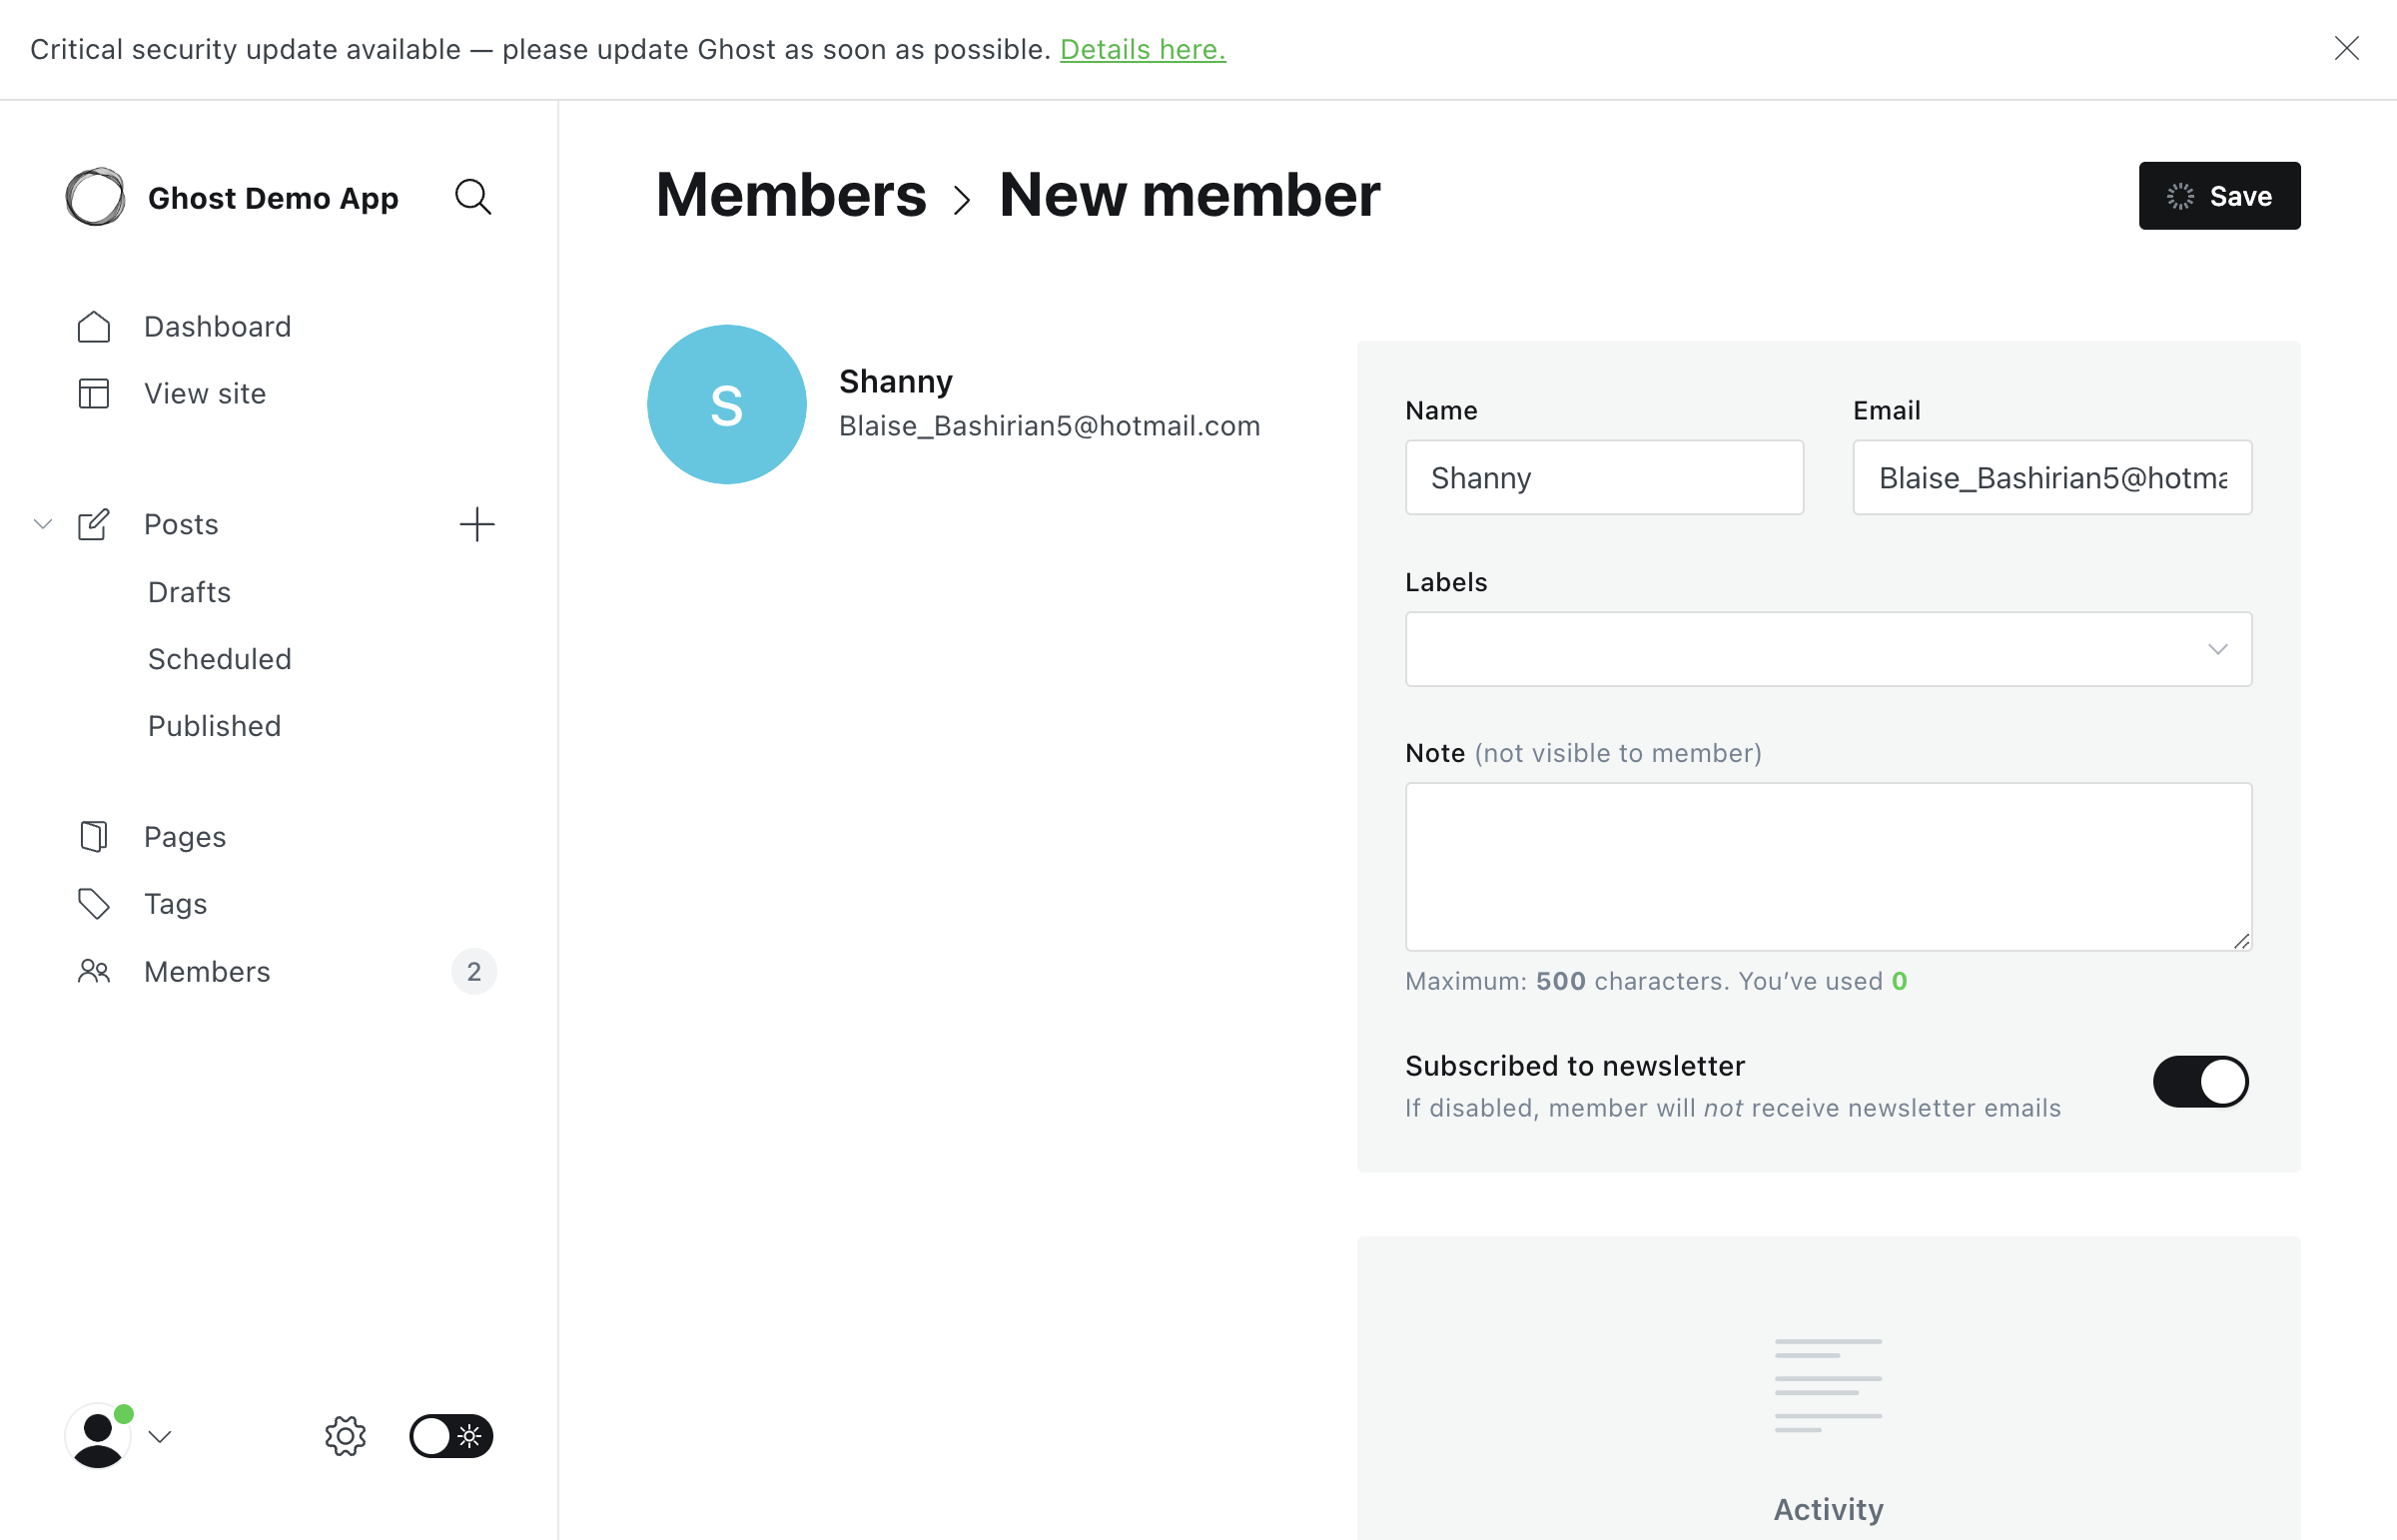 Critical security update available — please update Ghost as soon as possible. Details here.
Ghost Demo App
Dashboard
View site
Posts
Drafts
Scheduled
Published
Pages
Tags
Members 2
Members > New member
Save
S
Shanny
Blaise_Bashirian5@hotmail.com
Name
Shanny
Email
Blaise_Bashirian5@hotma
Labels
Note (not visible to member)
Maximum: 500 characters. You’ve used 0
Subscribed to newsletter
If disabled, member will not receive newsletter emails
Activity